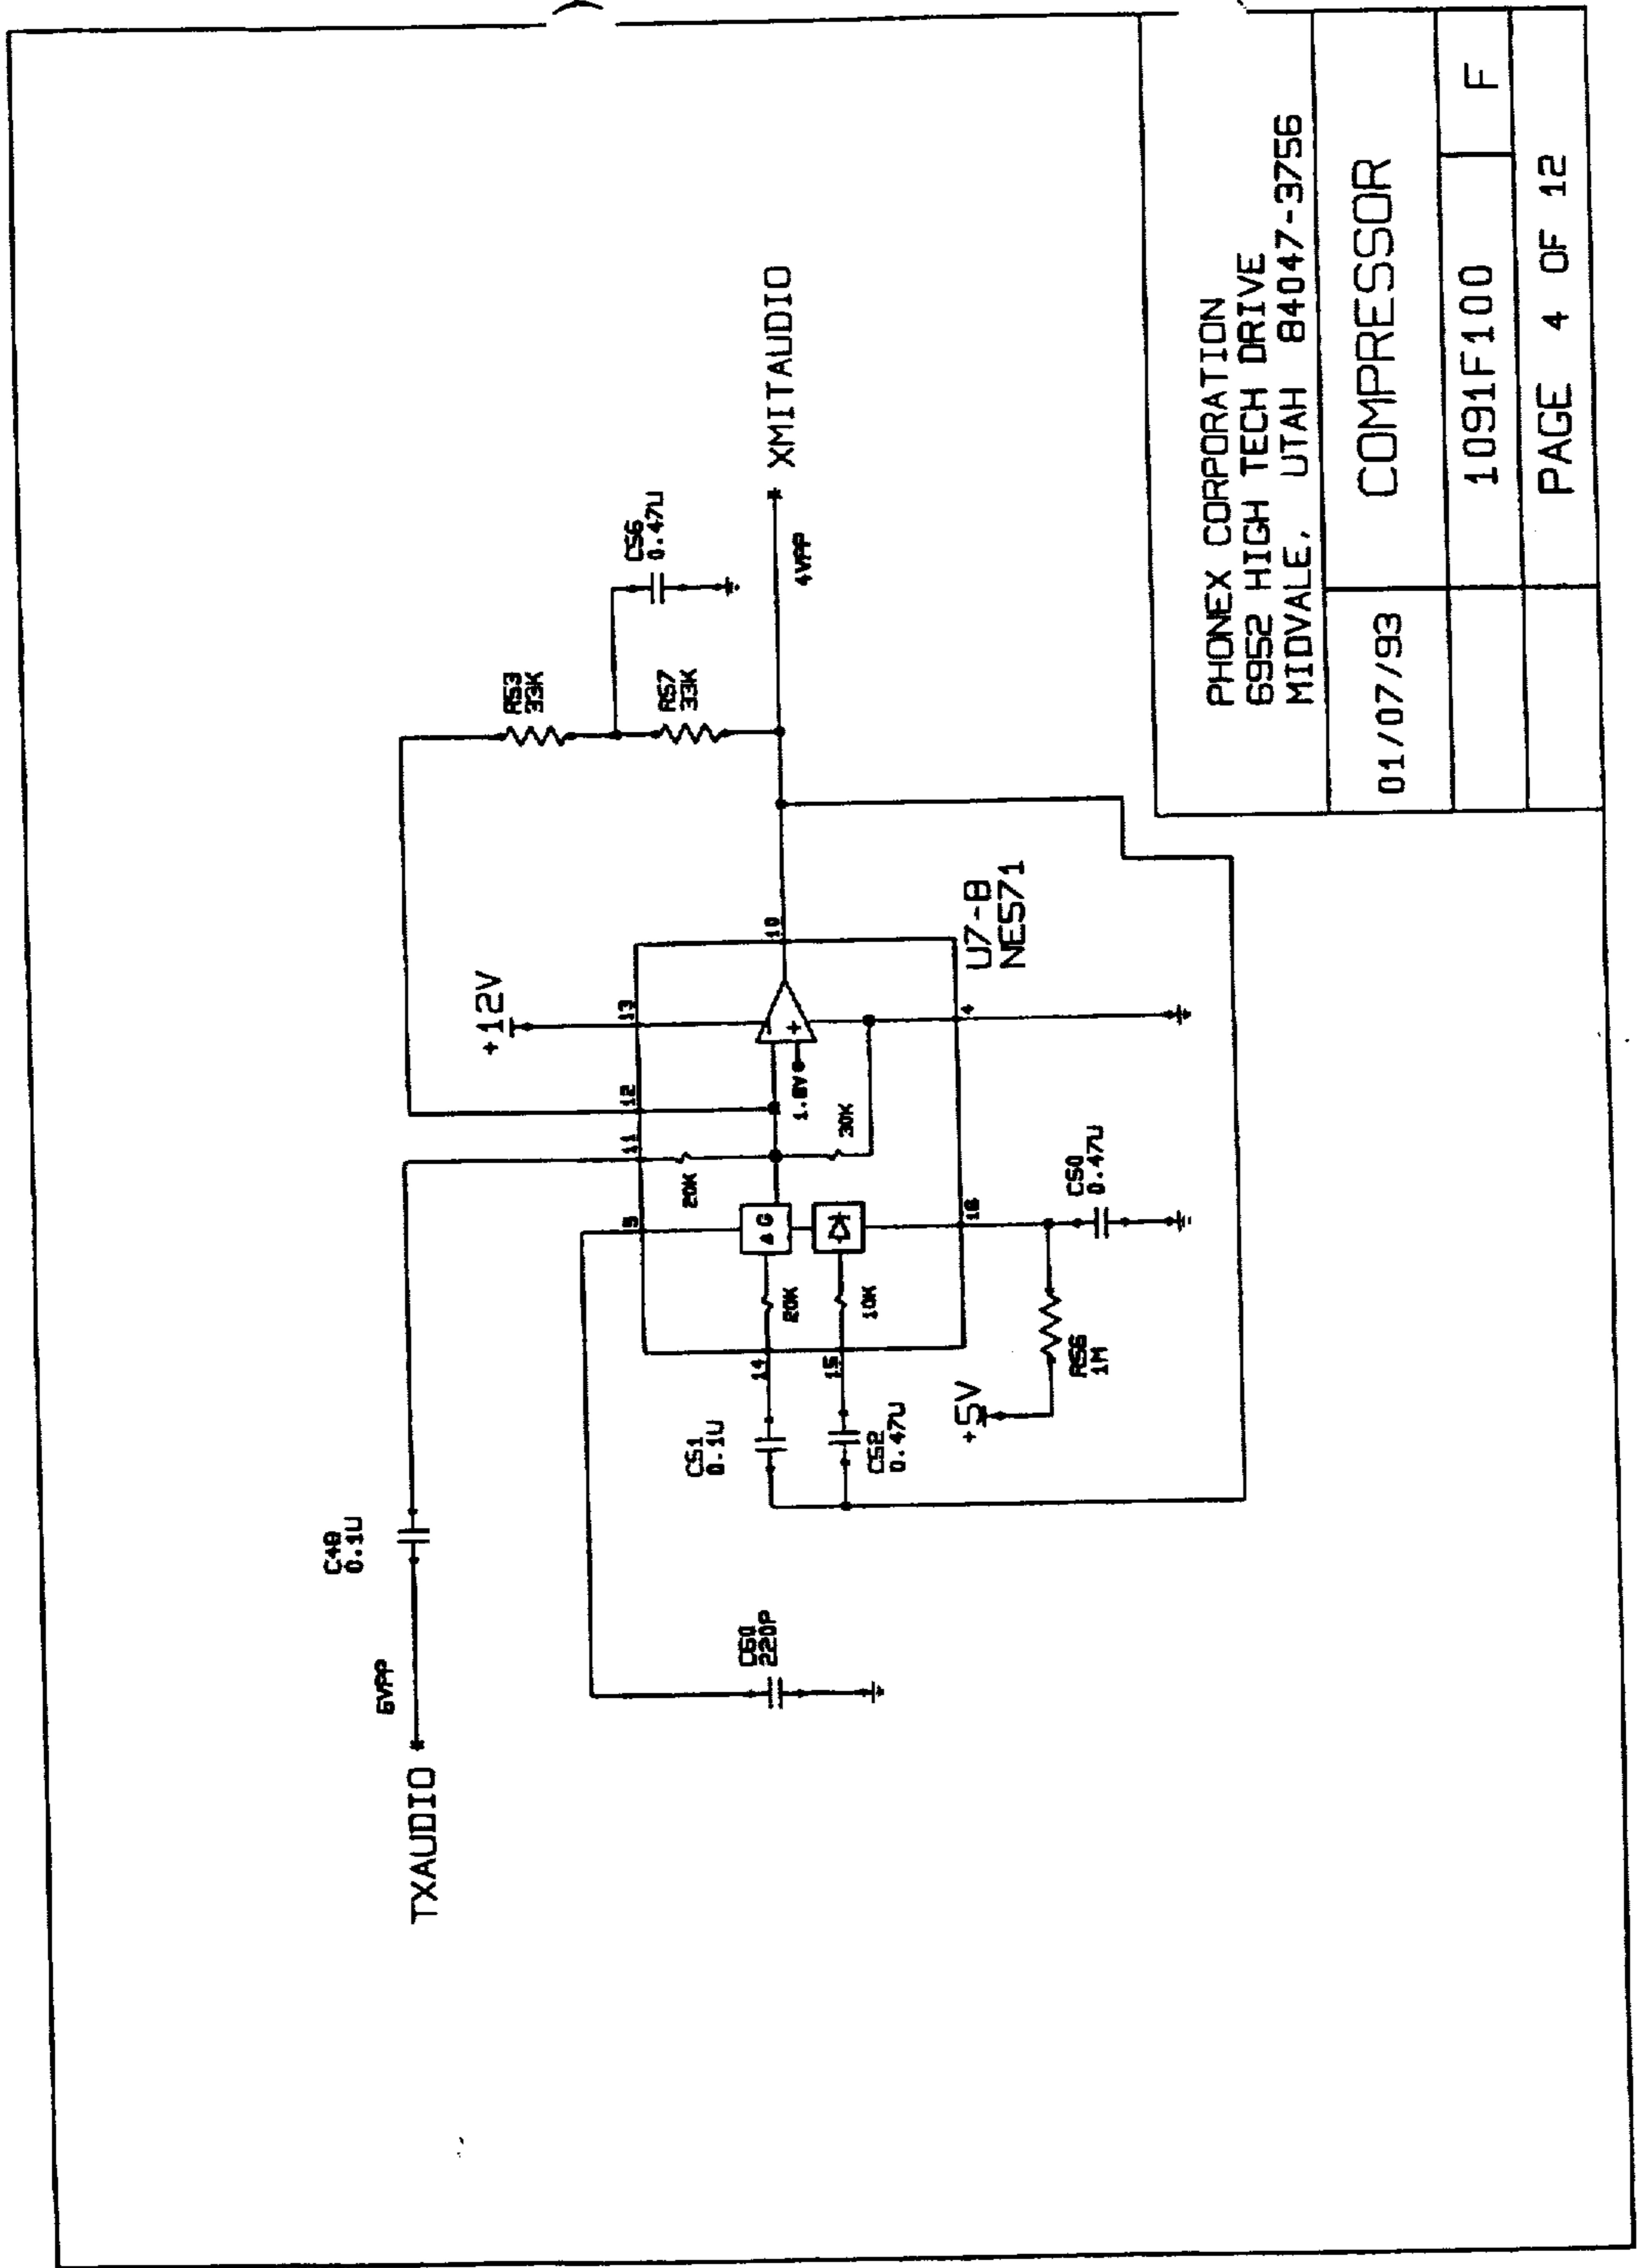 C48
0.1U
6VPP
TXAUDIO *
R53
33K
C56
0.47U
R57
33K
* XMITAUDIO
4VPP
+12V
5
11
12
13
20K
10
14
20K
▲G
1.8V
30K
15
10K
16
4
U7-B
NE571
C51
0.1U
C52
0.47U
C60
220P
+5V
R56
1M
C50
0.47U
PHONEX CORPORATION
6952 HIGH TECH DRIVE
MIDVALE, UTAH 84047-3756
01/07/93
COMPRESSOR
1091F100
F
PAGE 4 OF 12